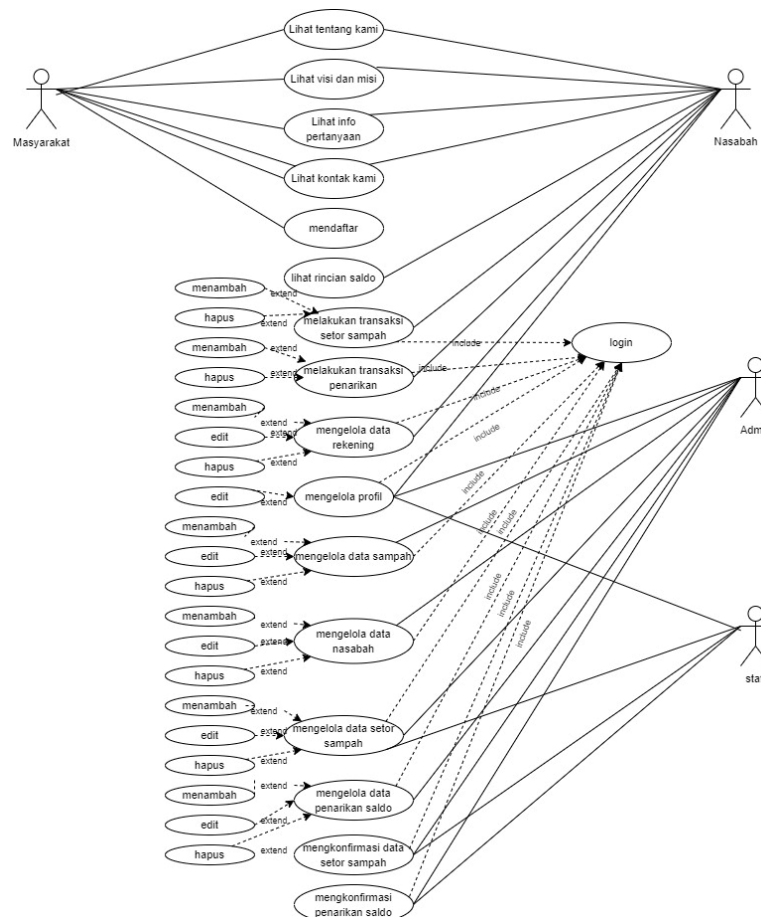 Lihat tentang kami
Lihat visi dan misi
Masyarakat
Nasabah
Lihat info
pertanyaan
Lihat kontak kami
mendaftar
lihat rincian saldo
menambah
extend
hapus
extend
melakukan transaksi
setor sampah
include
login
menambah
extend
hapus
extend
melakukan transaksi
penarikan
include
menambah
extend
edit
extend
hapus
extend
mengelola data
rekening
include
edit
extend
mengelola profil
include
Adm
menambah
extend
edit
extend
hapus
extend
mengelola data sampah
include
menambah
extend
edit
extend
hapus
extend
mengelola data
nasabah
include
include
include
include
include
staf
menambah
extend
edit
extend
hapus
extend
mengelola data setor
sampah
menambah
extend
edit
extend
hapus
extend
mengelola data
penarikan saldo
mengkonfirmasi data
setor sampah
mengkonfirmasi
penarikan saldo